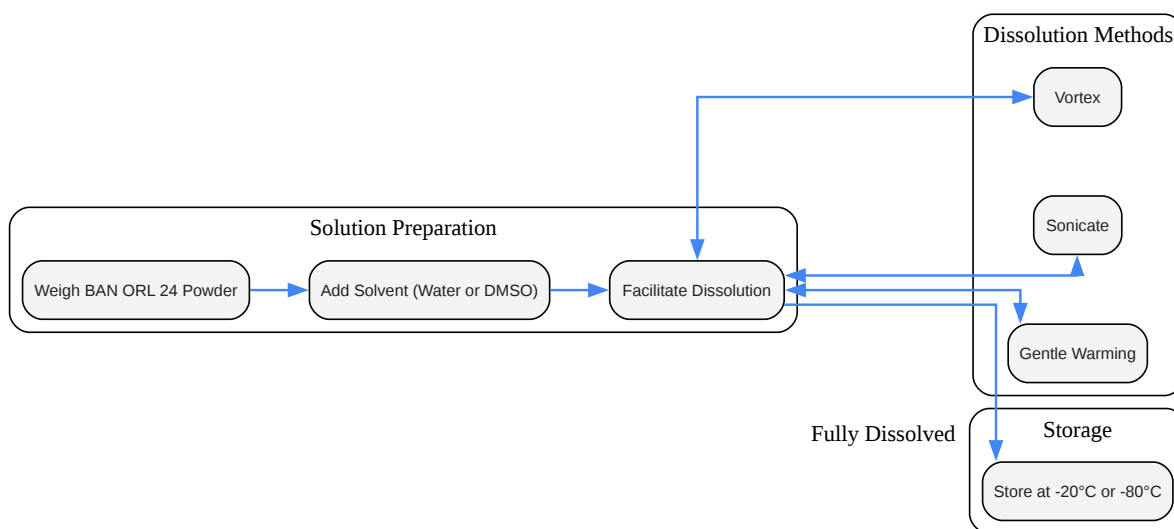 Dissolution Methods
Vortex
Sonicate
Gentle Warming
Solution Preparation
Weigh BAN ORL 24 Powder
Add Solvent (Water or DMSO)
Facilitate Dissolution
Fully Dissolved
Storage
Store at -20°C or -80°C